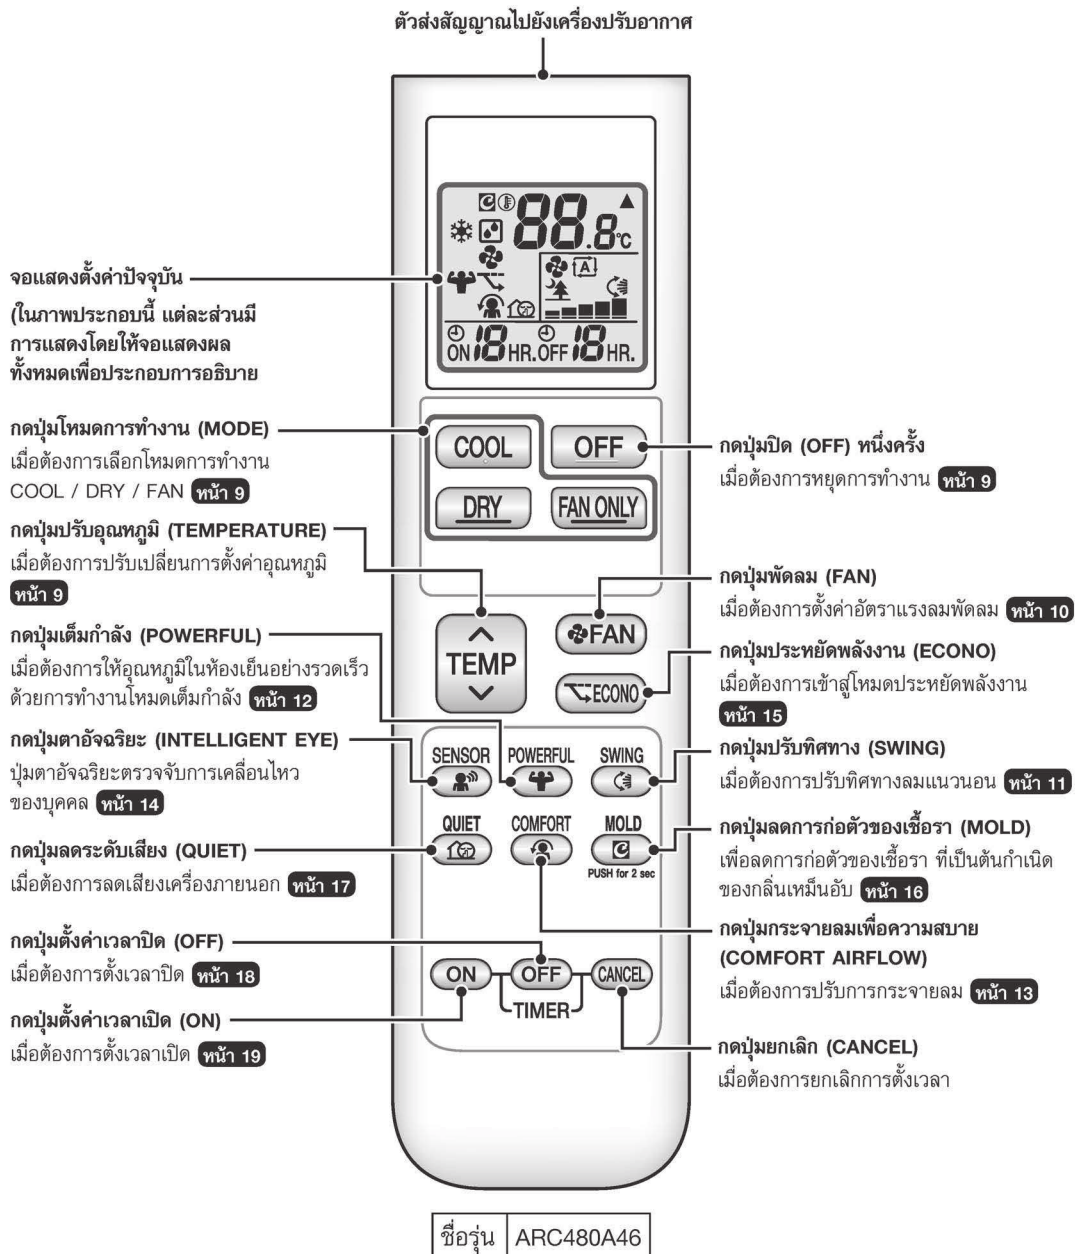 ตัวส่งสัญญาณไปยังเครื่องปรับอากาศ
88.8°C
ON 18 HR. OFF 18 HR.
จอแสดงตั้งค่าปัจจุบัน
(ในภาพประกอบนี้ แต่ละส่วนมี
การแสดงโดยให้จอแสดงผล
ทั้งหมดเพื่อประกอบการอธิบาย
กดปุ่มโหมดการทำงาน (MODE)
เมื่อต้องการเลือกโหมดการทำงาน
COOL / DRY / FAN หน้า 9
กดปุ่มปรับอุณหภูมิ (TEMPERATURE)
เมื่อต้องการปรับเปลี่ยนการตั้งค่าอุณหภูมิ
หน้า 9
กดปุ่มเต็มกำลัง (POWERFUL)
เมื่อต้องการให้อุณหภูมิในห้องเย็นอย่างรวดเร็ว
ด้วยการทำงานโหมดเต็มกำลัง หน้า 12
กดปุ่มตาอัจฉริยะ (INTELLIGENT EYE)
ปุ่มตาอัจฉริยะตรวจจับการเคลื่อนไหว
ของบุคคล หน้า 14
กดปุ่มลดระดับเสียง (QUIET)
เมื่อต้องการลดเสียงเครื่องภายนอก หน้า 17
กดปุ่มตั้งค่าเวลาปิด (OFF)
เมื่อต้องการตั้งเวลาปิด หน้า 18
กดปุ่มตั้งค่าเวลาเปิด (ON)
เมื่อต้องการตั้งเวลาเปิด หน้า 19
COOL
OFF
DRY
FAN ONLY
TEMP
FAN
ECONO
SENSOR
POWERFUL
SWING
QUIET
COMFORT
MOLD
PUSH for 2 sec
ON
OFF
CANCEL
TIMER
กดปุ่มปิด (OFF) หนึ่งครั้ง
เมื่อต้องการหยุดการทำงาน หน้า 9
กดปุ่มพัดลม (FAN)
เมื่อต้องการตั้งค่าอัตราแรงลมพัดลม หน้า 10
กดปุ่มประหยัดพลังงาน (ECONO)
เมื่อต้องการเข้าสู่โหมดประหยัดพลังงาน
หน้า 15
กดปุ่มปรับทิศทาง (SWING)
เมื่อต้องการปรับทิศทางลมแนวนอน หน้า 11
กดปุ่มลดการก่อตัวของเชื้อรา (MOLD)
เพื่อลดการก่อตัวของเชื้อรา ที่เป็นต้นกำเนิด
ของกลิ่นเหม็นอับ หน้า 16
กดปุ่มกระจายลมเพื่อความสบาย
(COMFORT AIRFLOW)
เมื่อต้องการปรับการกระจายลม หน้า 13
กดปุ่มยกเลิก (CANCEL)
เมื่อต้องการยกเลิกการตั้งเวลา
ชื่อรุ่น ARC480A46